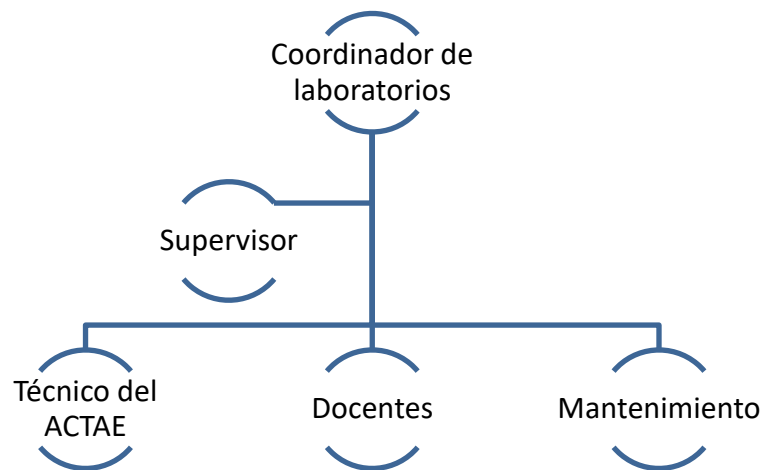 Coordinador de
laboratorios
Supervisor
Técnico del
ACTAE
Docentes
Mantenimiento